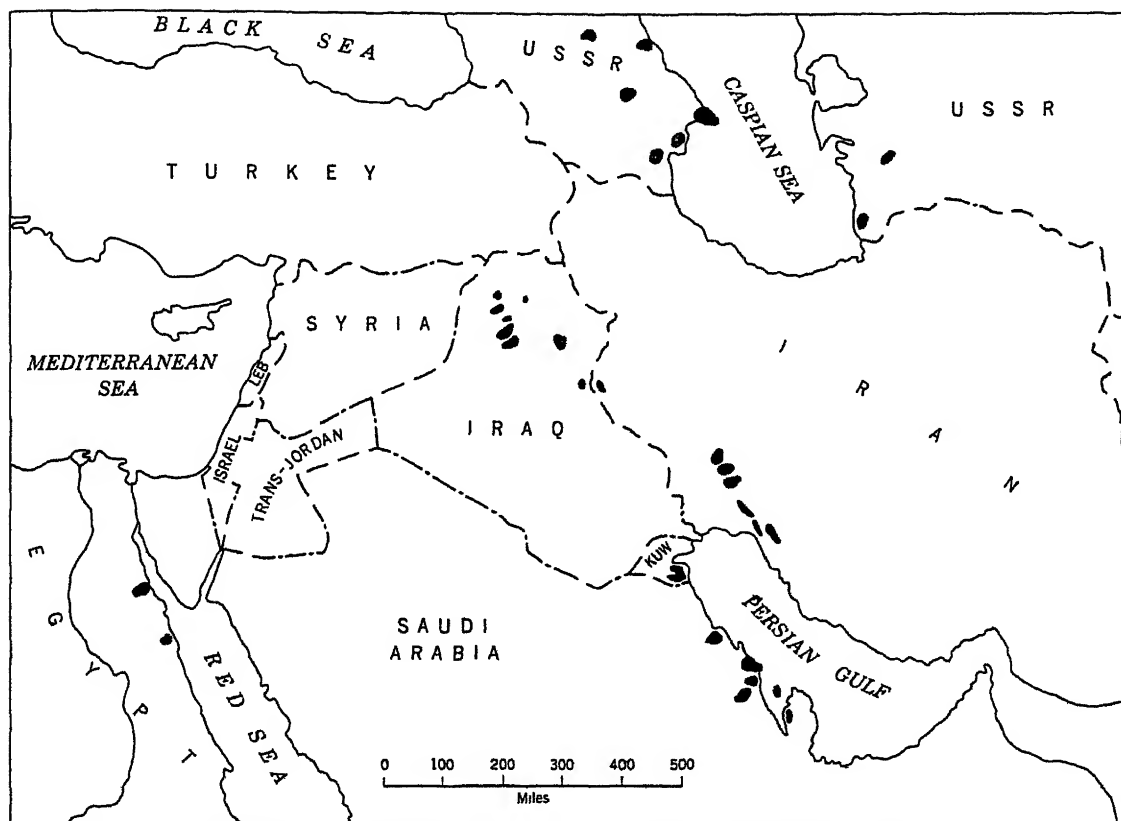 BLACK SEA
USSR
CASPIAN SEA
USSR
TURKEY
SYRIA
MEDITERRANEAN
SEA
LEB
IRAN
IRAQ
ISRAEL
TRANS-JORDAN
KUW
EGYPT
RED SEA
SAUDI
ARABIA
PERSIAN GULF
0 100 200 300 400 500
Miles